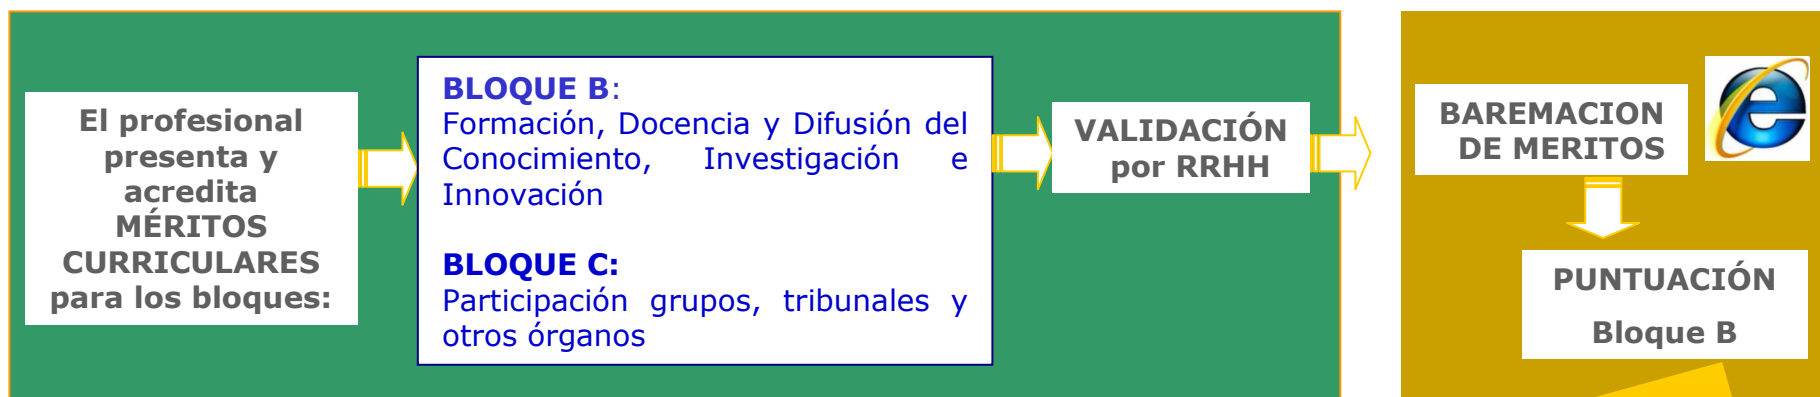 El profesional
presenta y
acredita
MÉRITOS
CURRICULARES
para los bloques:
BLOQUE B:
Formación, Docencia y Difusión del
Conocimiento, Investigación e
Innovación
BLOQUE C:
Participación grupos, tribunales y
otros órganos
VALIDACIÓN
por RRHH
BAREMACION
DE MERITOS
PUNTUACIÓN
Bloque B